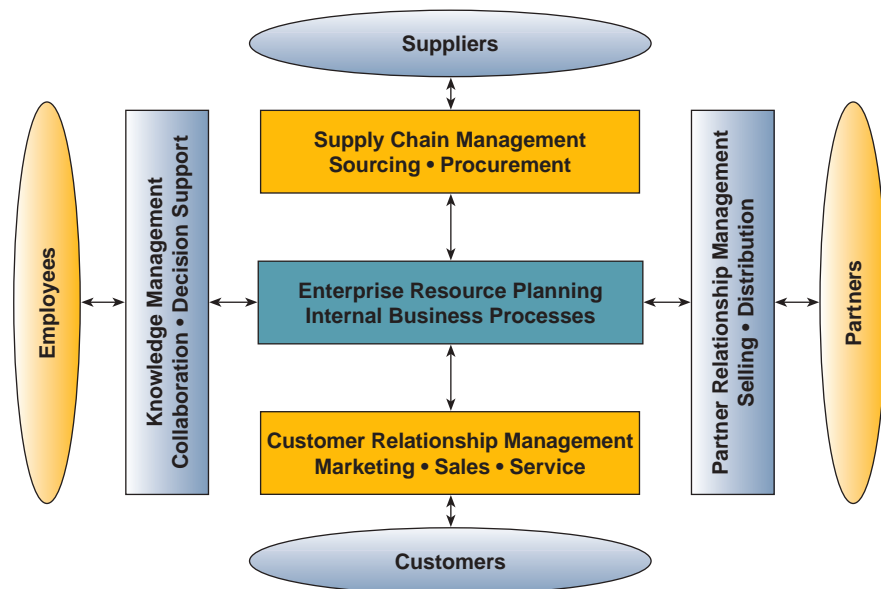 Suppliers
Supply Chain Management
Sourcing • Procurement
Employees
Knowledge Management
Collaboration • Decision Support
Enterprise Resource Planning
Internal Business Processes
Partner Relationship Management
Selling • Distribution
Partners
Customer Relationship Management
Marketing • Sales • Service
Customers